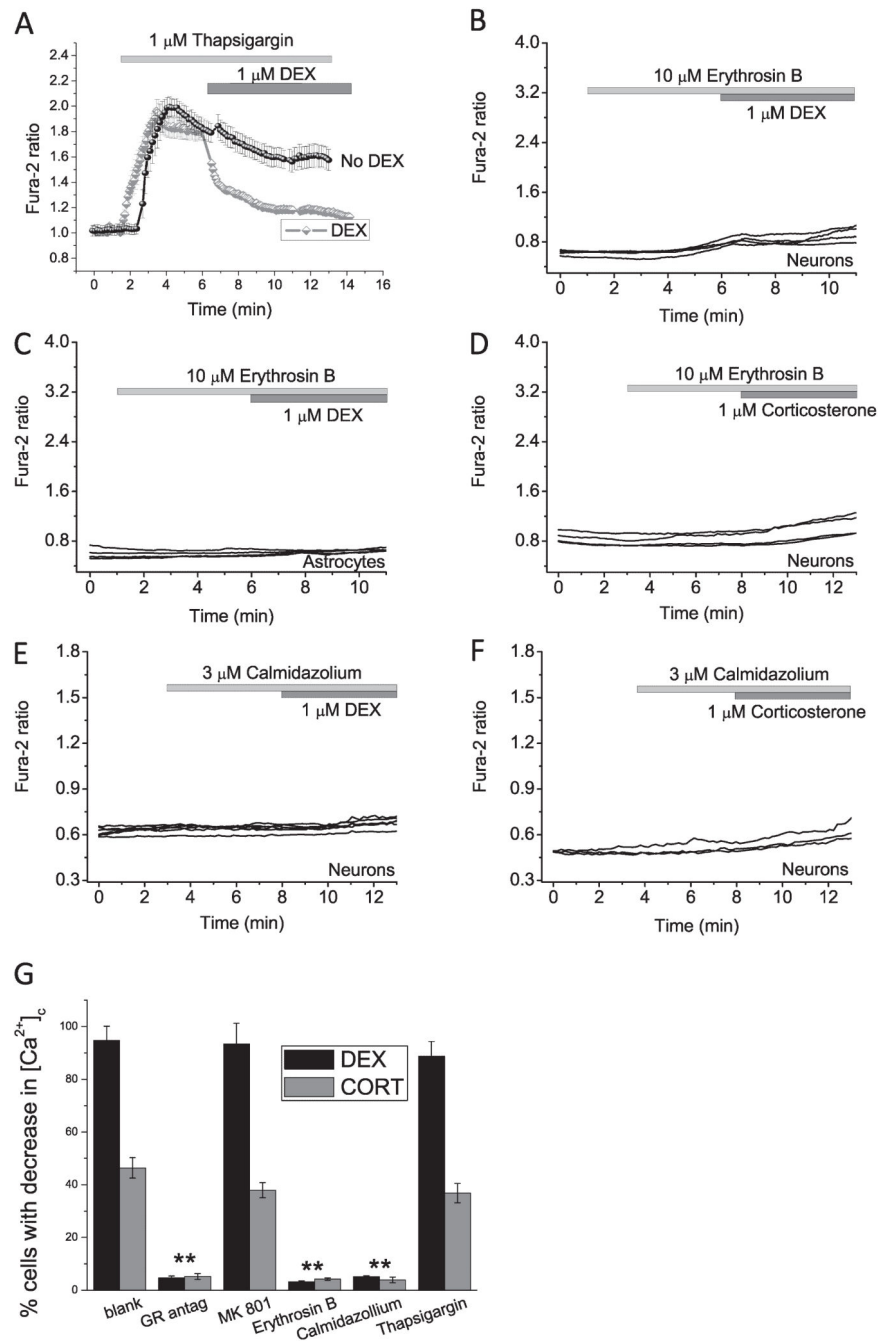 A
1 μM Thapsigargin
1 μM DEX
2.4
2.2
2.0
1.8
1.6
1.4
1.2
1.0
0.8
Fura-2 ratio
No DEX
DEX
0 2 4 6 8 10 12 14 16
Time (min)
B
4.0
3.2
2.4
1.6
0.8
Fura-2 ratio
10 μM Erythrosin B
1 μM DEX
Neurons
0 2 4 6 8 10
Time (min)
C
4.0
3.2
2.4
1.6
0.8
Fura-2 ratio
10 μM Erythrosin B
1 μM DEX
Astrocytes
0 2 4 6 8 10
Time (min)
D
4.0
3.2
2.4
1.6
0.8
Fura-2 ratio
10 μM Erythrosin B
1 μM Corticosterone
Neurons
0 2 4 6 8 10 12
Time (min)
E
1.8
1.5
1.2
0.9
0.6
0.3
Fura-2 ratio
3 μM Calmidazolium
1 μM DEX
Neurons
0 2 4 6 8 10 12
Time (min)
F
1.8
1.5
1.2
0.9
0.6
0.3
Fura-2 ratio
3 μM Calmidazolium
1 μM Corticosterone
Neurons
0 2 4 6 8 10 12
Time (min)
G
% cells with decrease in [Ca²⁺]c
100
80
60
40
20
0
DEX
CORT
** ** **
blank GR antag MK 801 Erythrosin B Calmidazollium Thapsigargin